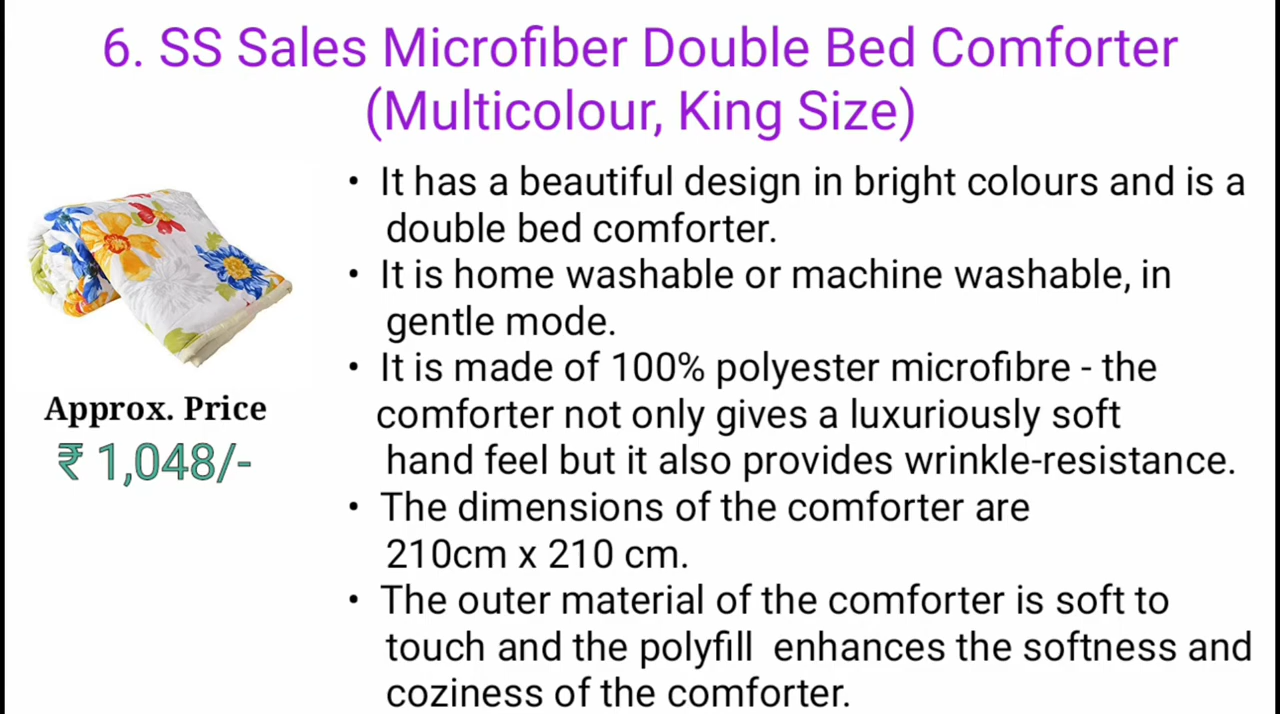 6. SS Sales Microfiber Double Bed Comforter
(Multicolour, King Size)
• It has a beautiful design in bright colours and is a
double bed comforter.
• It is home washable or machine washable, in
gentle mode.
• It is made of 100% polyester microfibre - the
comforter not only gives a luxuriously soft
hand feel but it also provides wrinkle-resistance.
• The dimensions of the comforter are
210cm x 210 cm.
• The outer material of the comforter is soft to
touch and the polyfill enhances the softness and
coziness of the comforter.
Approx. Price
₹ 1,048/-